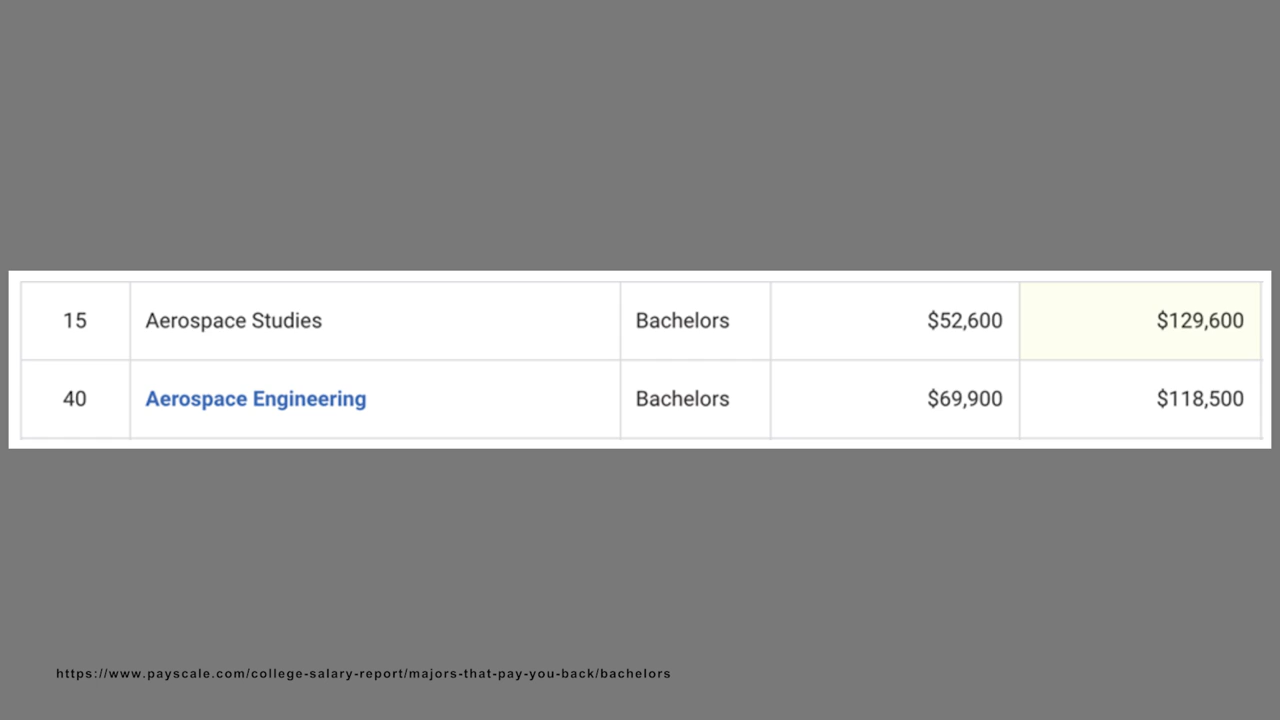 15 Aerospace Studies Bachelors $52,600 $129,600
40 Aerospace Engineering Bachelors $69,900 $118,500
https://www.payscale.com/college-salary-report/majors-that-pay-you-back/bachelors